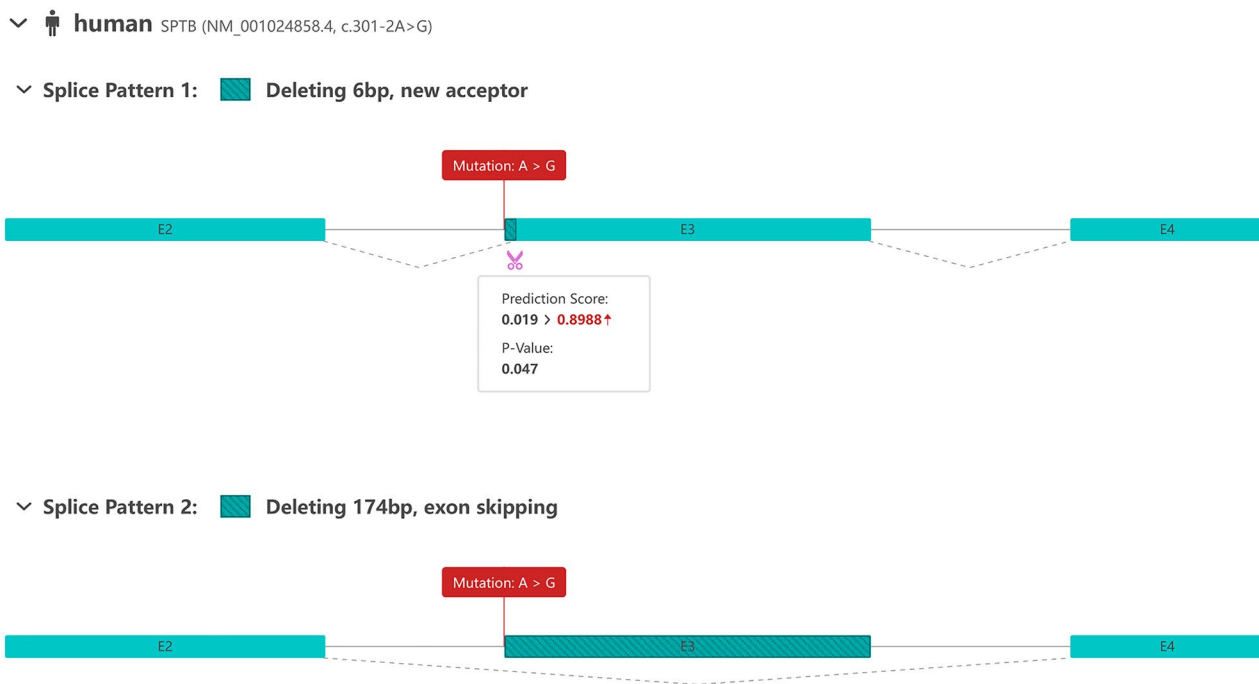 human SPTB (NM_001024858.4, c.301-2A>G)
Splice Pattern 1: Deleting 6bp, new acceptor
Mutation: A > G
E2 E3 E4
Prediction Score:
0.019 > 0.8988↑
P-Value:
0.047
Splice Pattern 2: Deleting 174bp, exon skipping
Mutation: A > G
E2 E3 E4